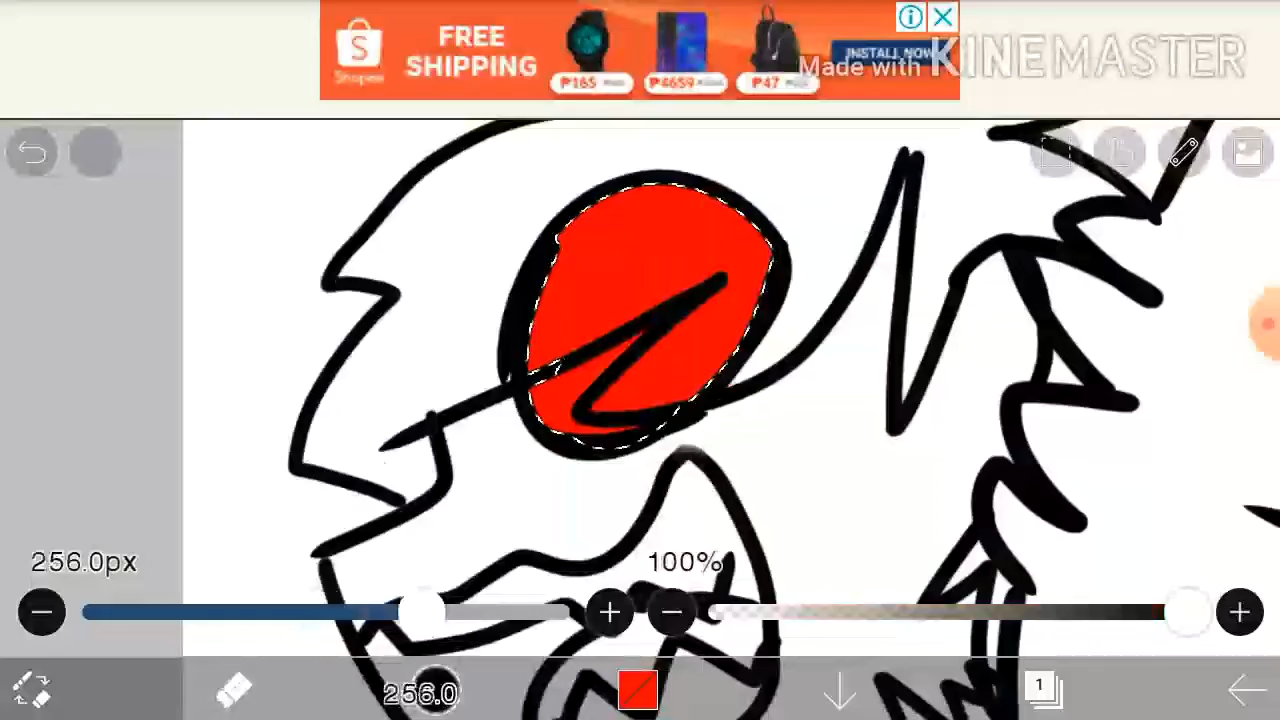 FREE
SHIPPING
Shopee
₱165
₱4659
₱47
INSTALL NOW
Made with KINEMASTER
256.0px
100%
256.0
1